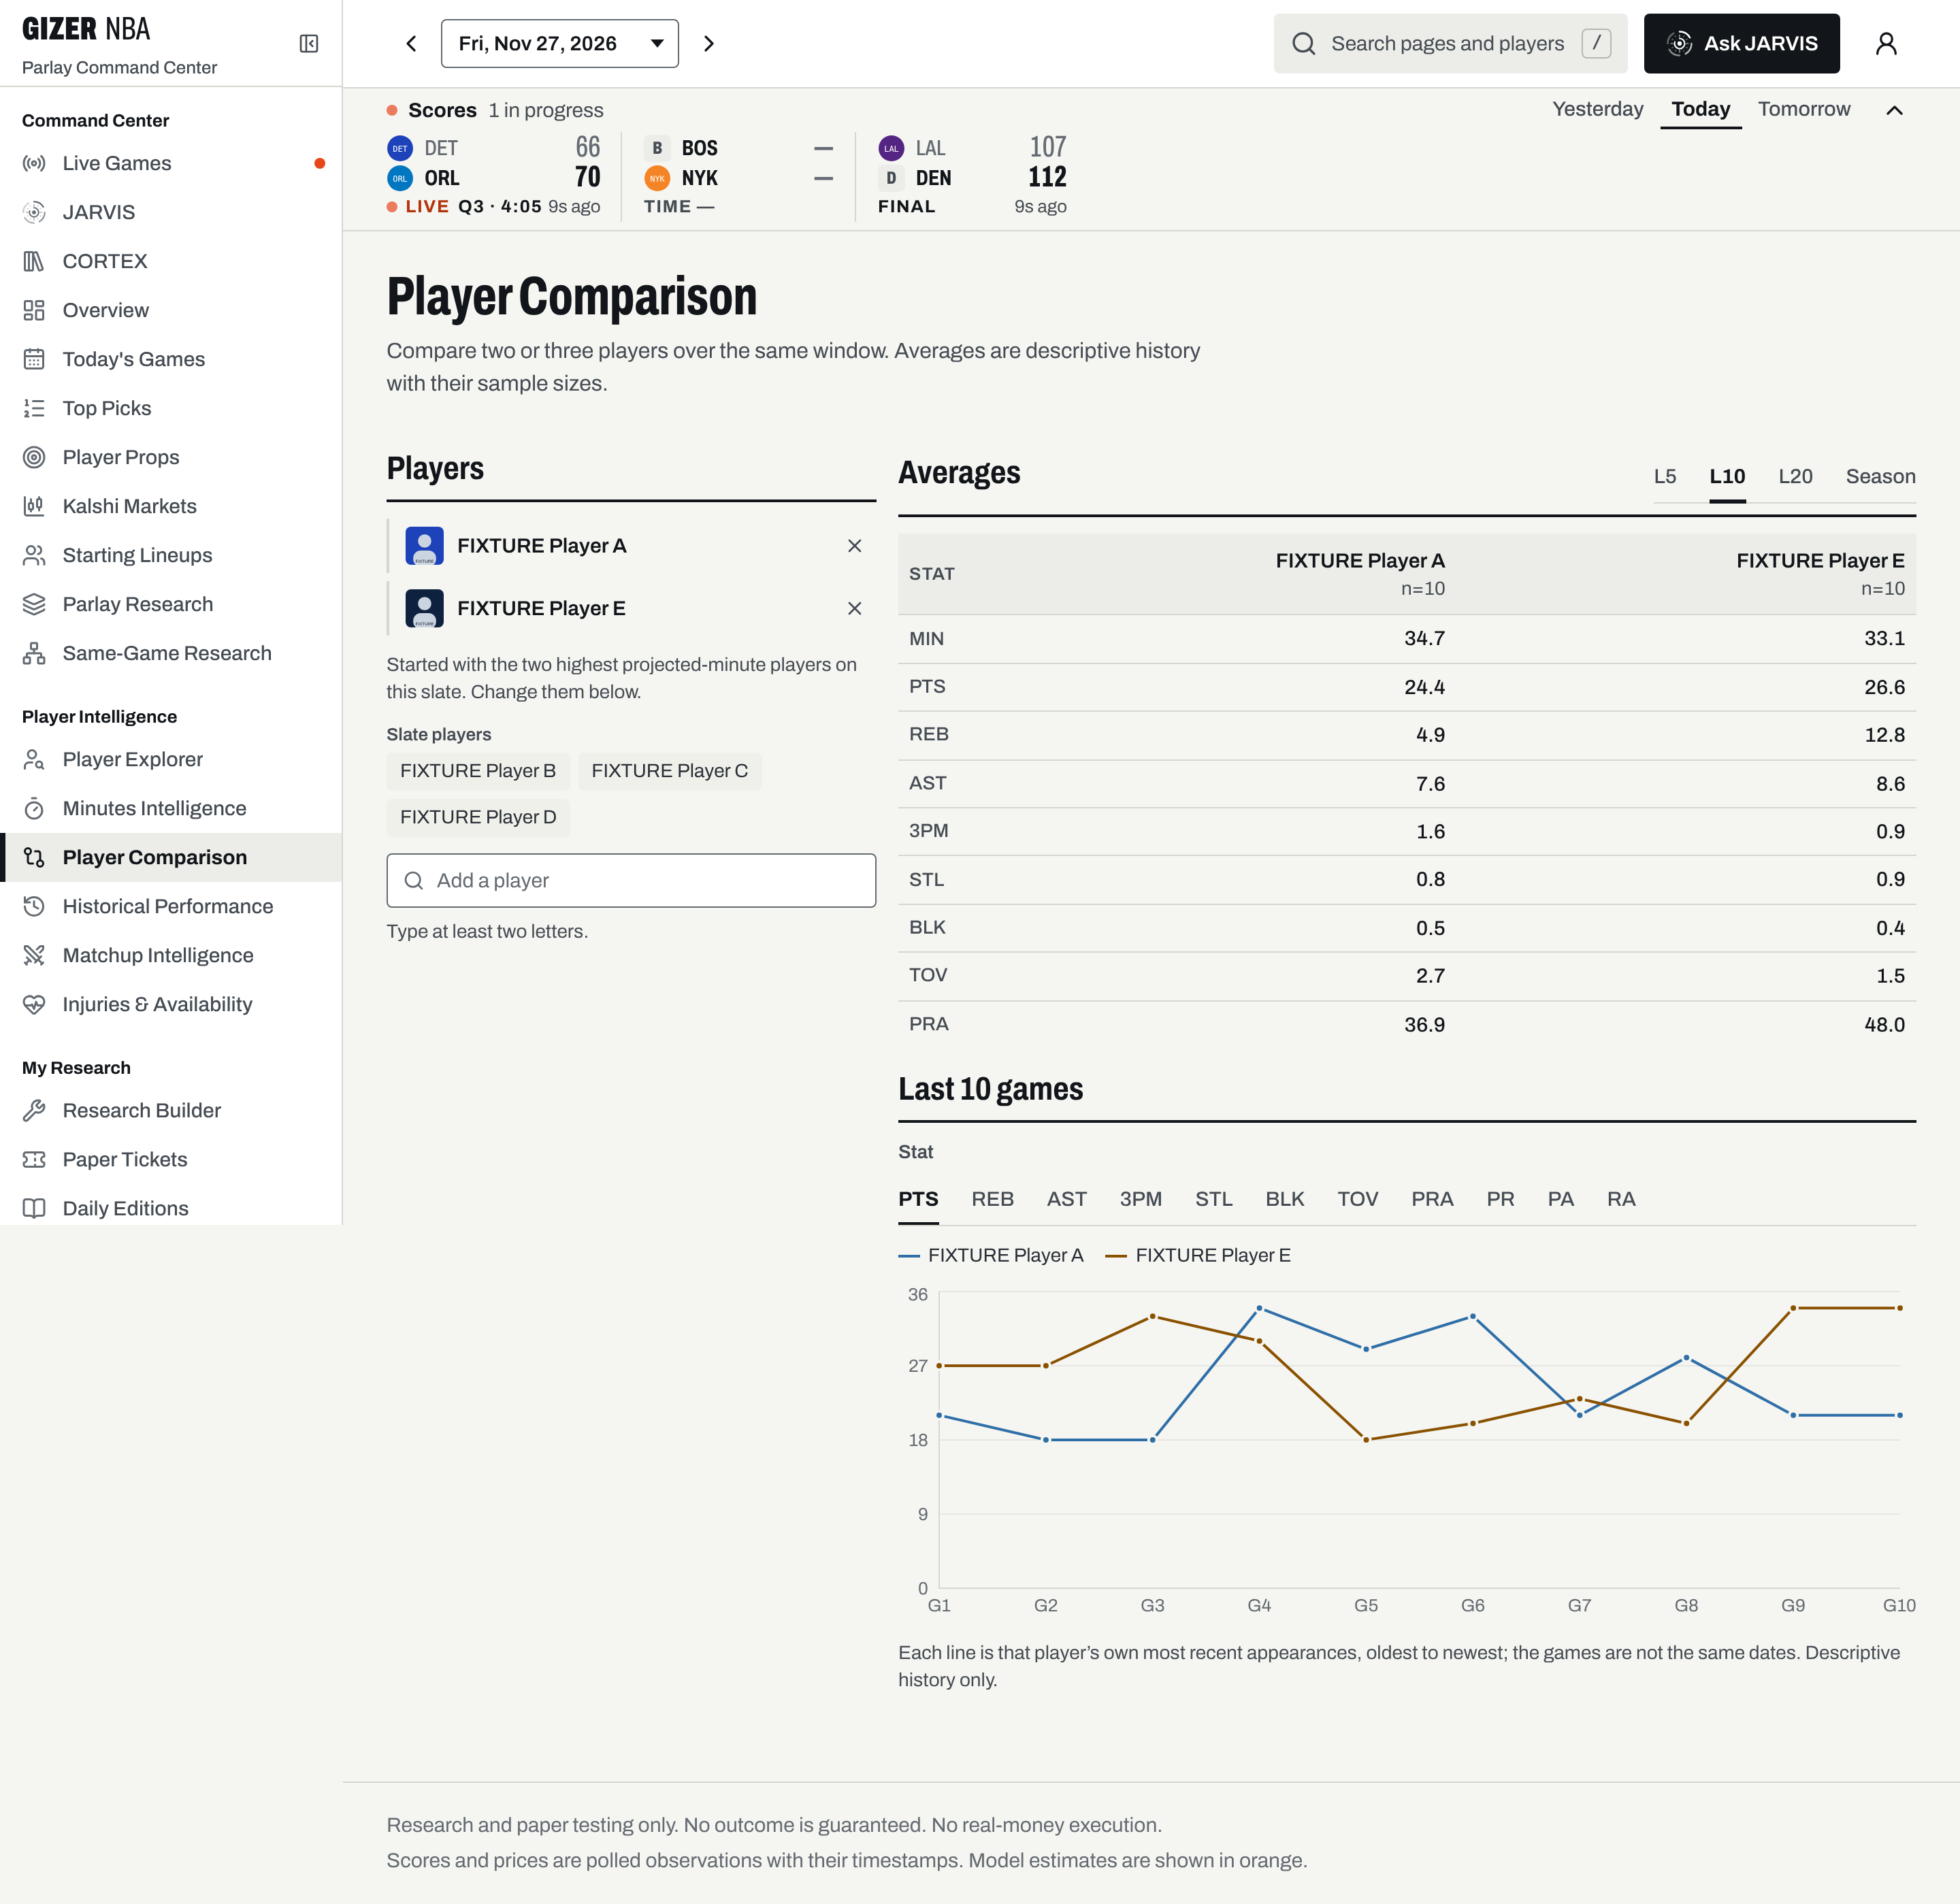 GIZER NBA
Parlay Command Center
Fri, Nov 27, 2026
Search pages and players /
Ask JARVIS
Command Center
Live Games
JARVIS
CORTEX
Overview
Today's Games
Top Picks
Player Props
Kalshi Markets
Starting Lineups
Parlay Research
Same-Game Research
Player Intelligence
Player Explorer
Minutes Intelligence
Player Comparison
Historical Performance
Matchup Intelligence
Injuries & Availability
My Research
Research Builder
Paper Tickets
Daily Editions
Scores 1 in progress
Yesterday Today Tomorrow
DET DET 66
ORL ORL 70
LIVE Q3 · 4:05 9s ago
B BOS —
NYK NYK —
TIME —
LAL LAL 107
D DEN 112
FINAL 9s ago
Player Comparison
Compare two or three players over the same window. Averages are descriptive history
with their sample sizes.
Players
FIXTURE Player A
FIXTURE Player E
Started with the two highest projected-minute players on
this slate. Change them below.
Slate players
FIXTURE Player B FIXTURE Player C
FIXTURE Player D
Add a player
Type at least two letters.
Averages
L5 L10 L20 Season
STAT FIXTURE Player A FIXTURE Player E
n=10 n=10
MIN 34.7 33.1
PTS 24.4 26.6
REB 4.9 12.8
AST 7.6 8.6
3PM 1.6 0.9
STL 0.8 0.9
BLK 0.5 0.4
TOV 2.7 1.5
PRA 36.9 48.0
Last 10 games
Stat
PTS REB AST 3PM STL BLK TOV PRA PR PA RA
FIXTURE Player A FIXTURE Player E
36
27
18
9
0
G1 G2 G3 G4 G5 G6 G7 G8 G9 G10
Each line is that player’s own most recent appearances, oldest to newest; the games are not the same dates. Descriptive
history only.
Research and paper testing only. No outcome is guaranteed. No real-money execution.
Scores and prices are polled observations with their timestamps. Model estimates are shown in orange.